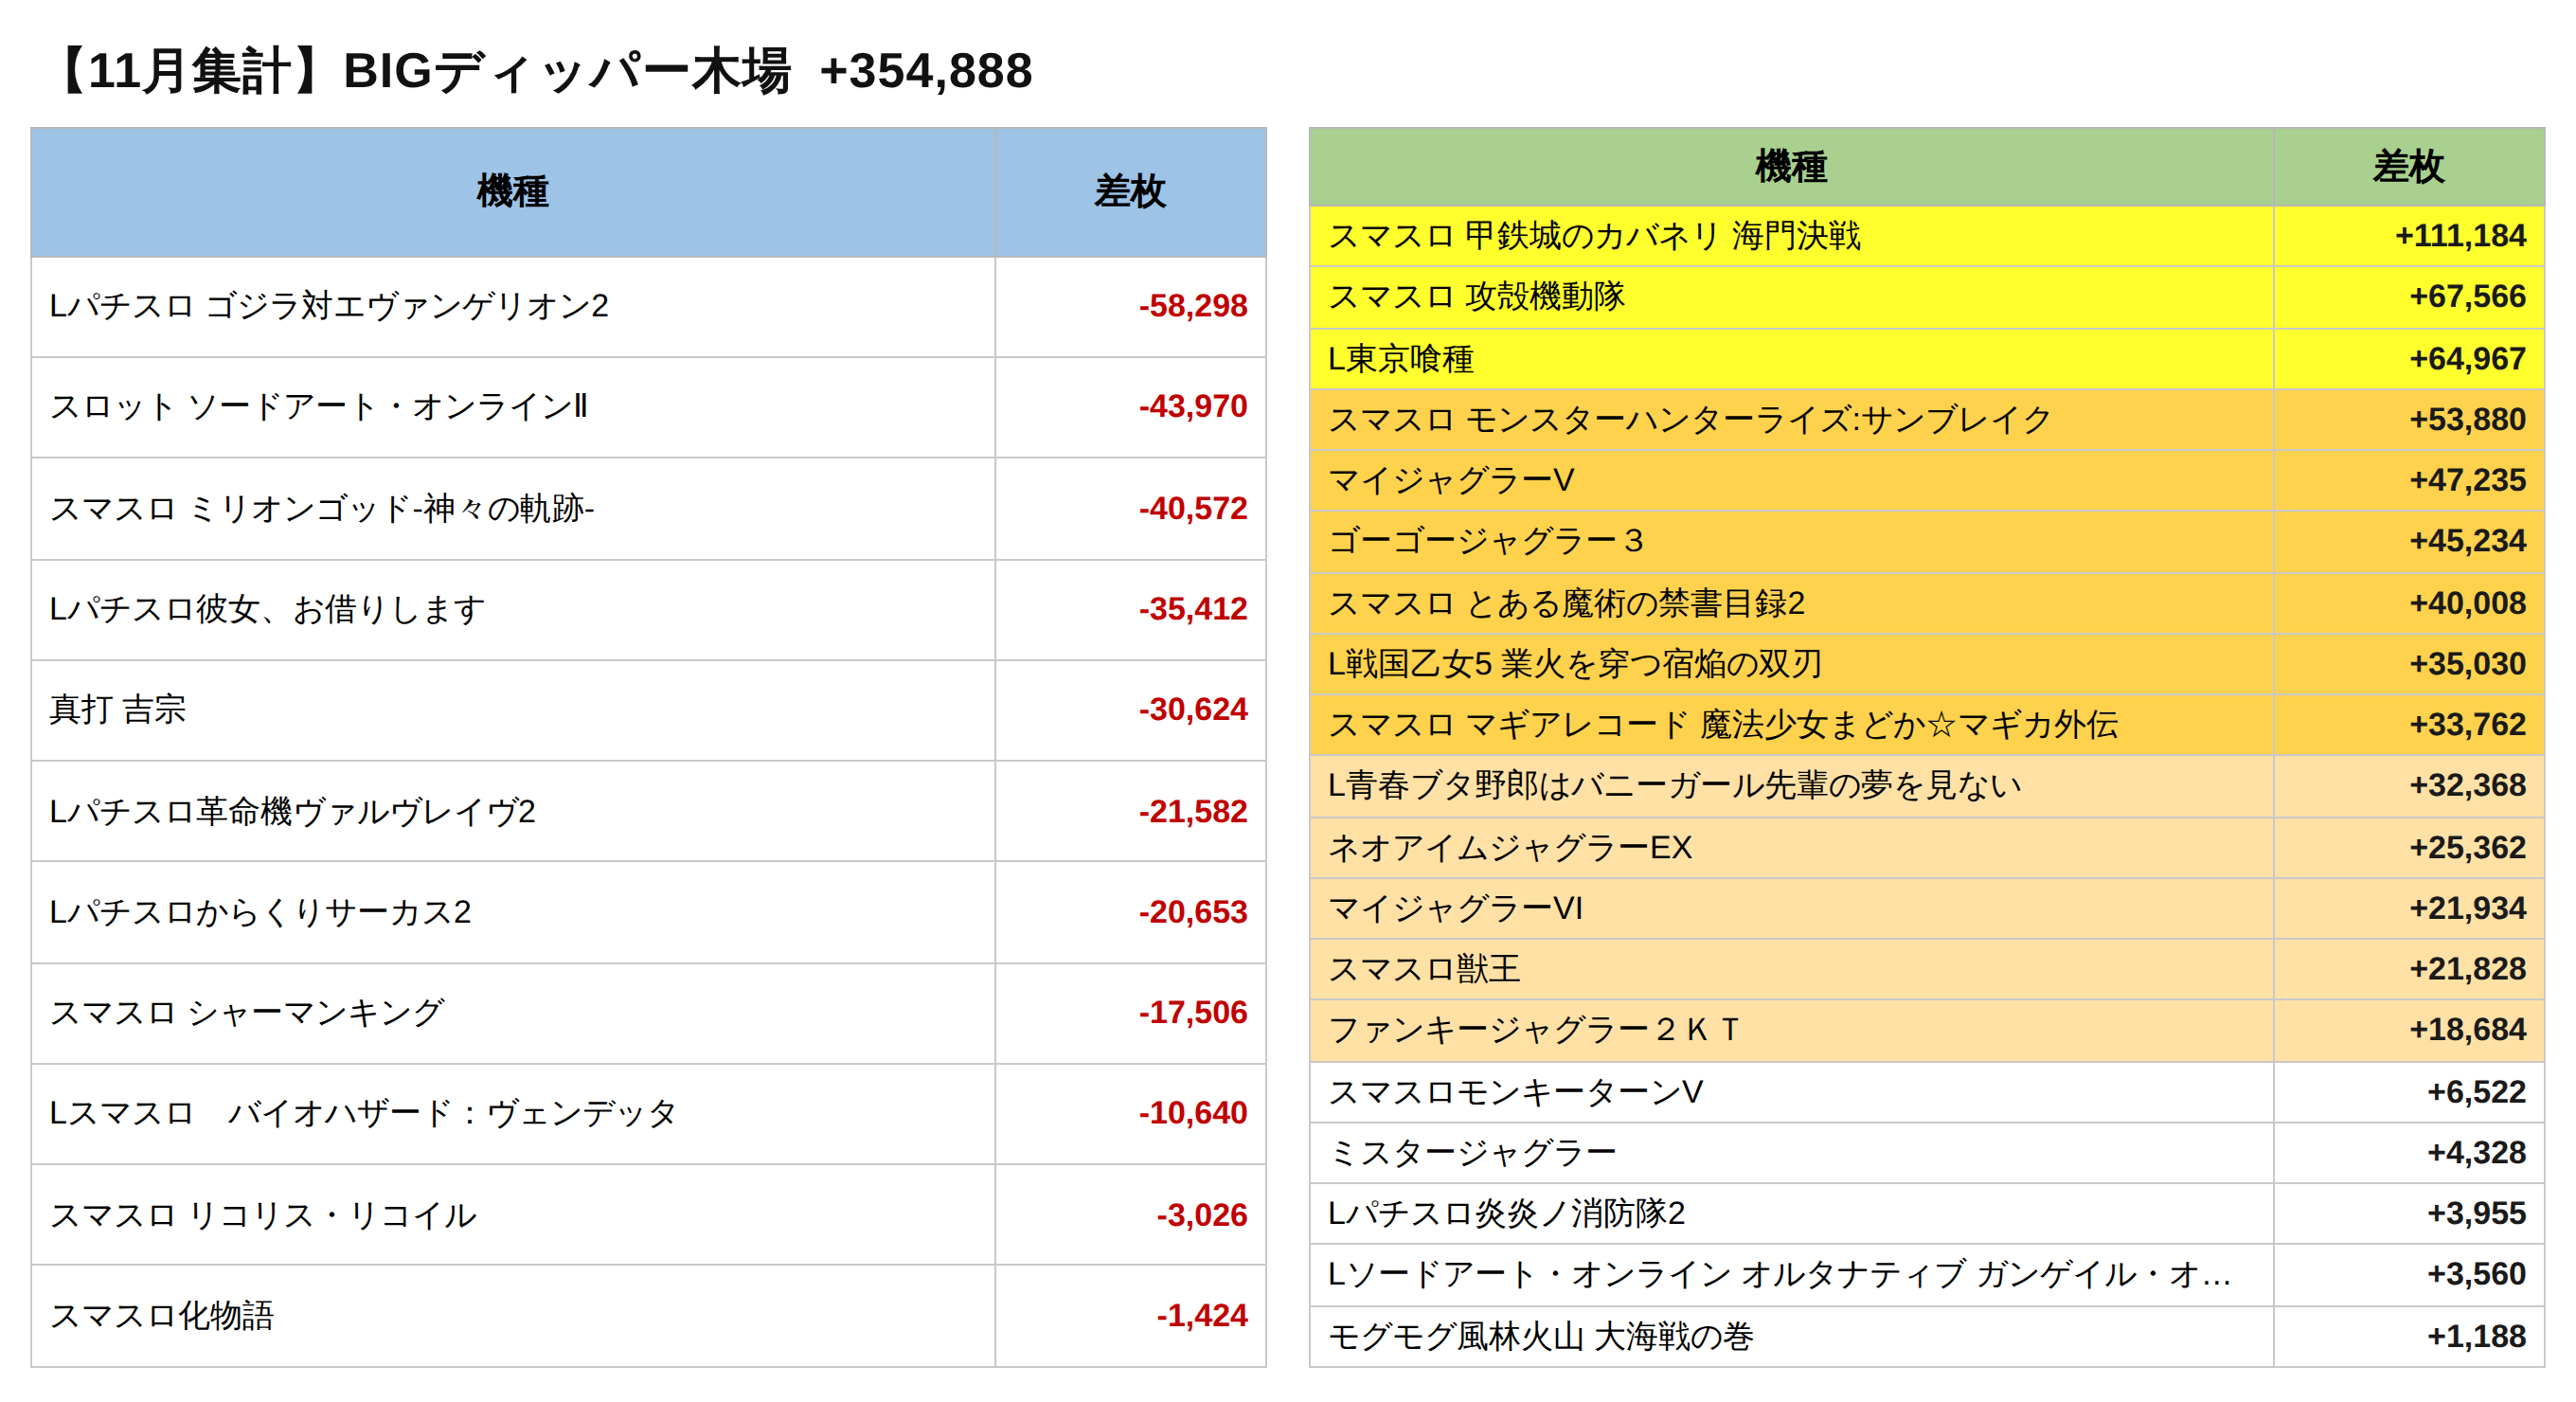 【11月集計】BIGディッパー木場 +354,888
機種 差枚
Lパチスロ ゴジラ対エヴァンゲリオン2 -58,298
スロット ソードアート・オンラインⅡ -43,970
スマスロ ミリオンゴッド-神々の軌跡- -40,572
Lパチスロ彼女、お借りします -35,412
真打 吉宗 -30,624
Lパチスロ革命機ヴァルヴレイヴ2 -21,582
Lパチスロからくりサーカス2 -20,653
スマスロ シャーマンキング -17,506
Lスマスロ　バイオハザード：ヴェンデッタ -10,640
スマスロ リコリス・リコイル -3,026
スマスロ化物語 -1,424
機種 差枚
スマスロ 甲鉄城のカバネリ 海門決戦 +111,184
スマスロ 攻殻機動隊 +67,566
L東京喰種 +64,967
スマスロ モンスターハンターライズ:サンブレイク +53,880
マイジャグラーV +47,235
ゴーゴージャグラー３ +45,234
スマスロ とある魔術の禁書目録2 +40,008
L戦国乙女5 業火を穿つ宿焔の双刃 +35,030
スマスロ マギアレコード 魔法少女まどか☆マギカ外伝 +33,762
L青春ブタ野郎はバニーガール先輩の夢を見ない +32,368
ネオアイムジャグラーEX +25,362
マイジャグラーVI +21,934
スマスロ獣王 +21,828
ファンキージャグラー２ＫＴ +18,684
スマスロモンキーターンV +6,522
ミスタージャグラー +4,328
Lパチスロ炎炎ノ消防隊2 +3,955
Lソードアート・オンライン オルタナティブ ガンゲイル・オ… +3,560
モグモグ風林火山 大海戦の巻 +1,188